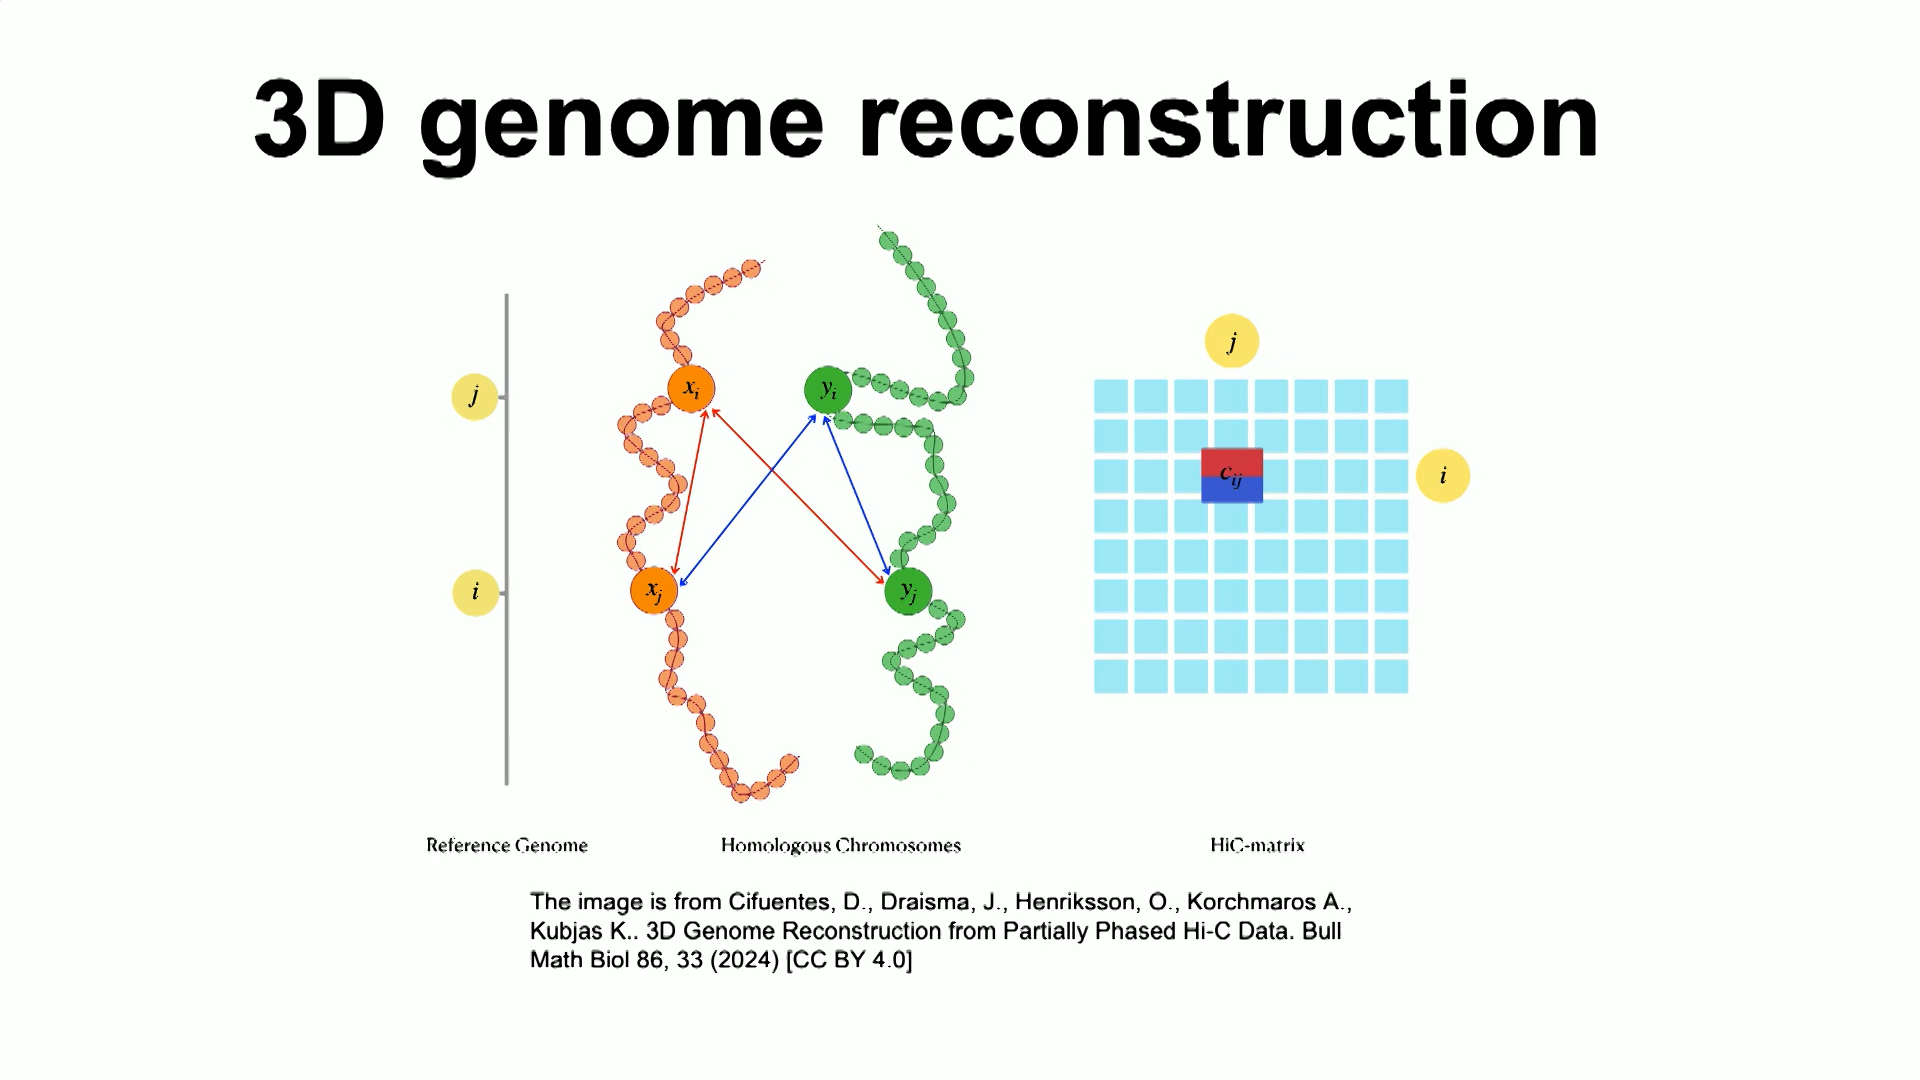 3D genome reconstruction
j
i
x_i
y_i
x_j
y_j
j
c_ij
i
Reference Genome
Homologous Chromosomes
HiC-matrix
The image is from Cifuentes, D., Draisma, J., Henriksson, O., Korchmaros A.,
Kubjas K.. 3D Genome Reconstruction from Partially Phased Hi-C Data. Bull
Math Biol 86, 33 (2024) [CC BY 4.0]